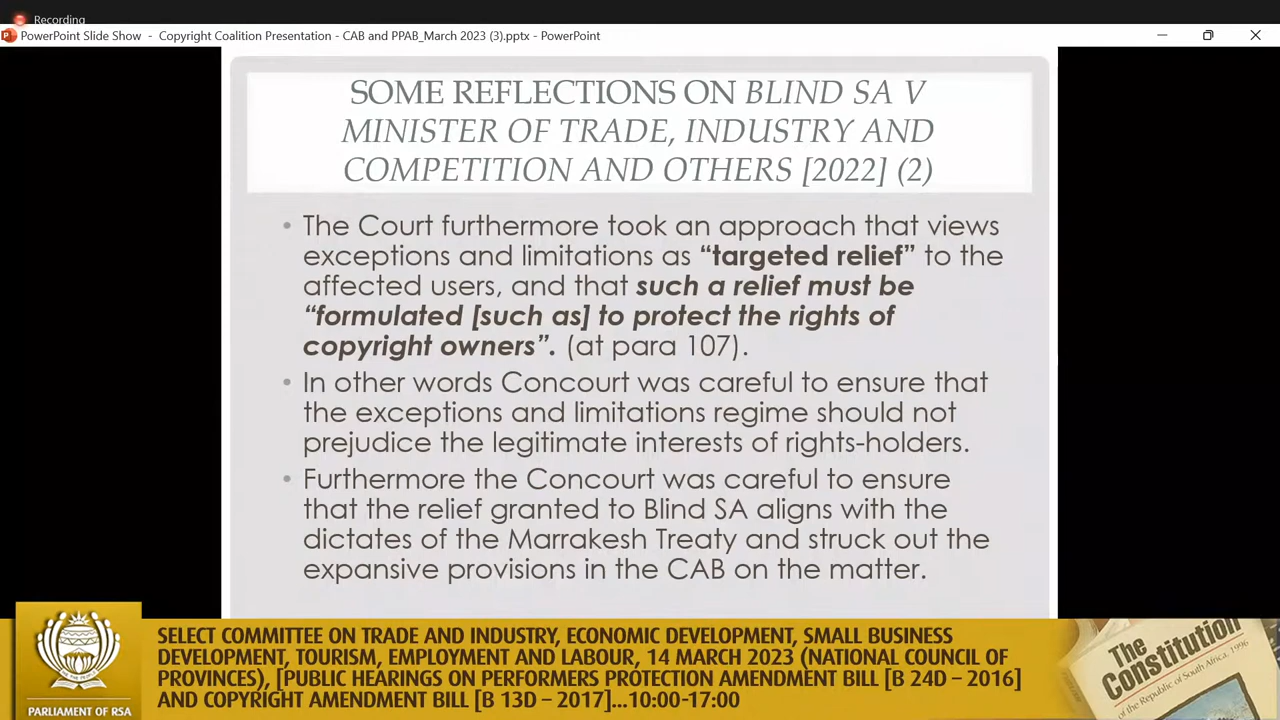 Recording
PowerPoint Slide Show - Copyright Coalition Presentation - CAB and PPAB_March 2023 (3).pptx - PowerPoint
SOME REFLECTIONS ON BLIND SA V
MINISTER OF TRADE, INDUSTRY AND
COMPETITION AND OTHERS [2022] (2)
• The Court furthermore took an approach that views
exceptions and limitations as “targeted relief” to the
affected users, and that such a relief must be
“formulated [such as] to protect the rights of
copyright owners”. (at para 107).
• In other words Concourt was careful to ensure that
the exceptions and limitations regime should not
prejudice the legitimate interests of rights-holders.
• Furthermore the Concourt was careful to ensure
that the relief granted to Blind SA aligns with the
dictates of the Marrakesh Treaty and struck out the
expansive provisions in the CAB on the matter.
PARLIAMENT OF RSA
SELECT COMMITTEE ON TRADE AND INDUSTRY, ECONOMIC DEVELOPMENT, SMALL BUSINESS
DEVELOPMENT, TOURISM, EMPLOYMENT AND LABOUR, 14 MARCH 2023 (NATIONAL COUNCIL OF
PROVINCES), [PUBLIC HEARINGS ON PERFORMERS PROTECTION AMENDMENT BILL [B 24D – 2016]
AND COPYRIGHT AMENDMENT BILL [B 13D – 2017]...10:00-17:00
The
Constitution
of the Republic of South Africa, 1996